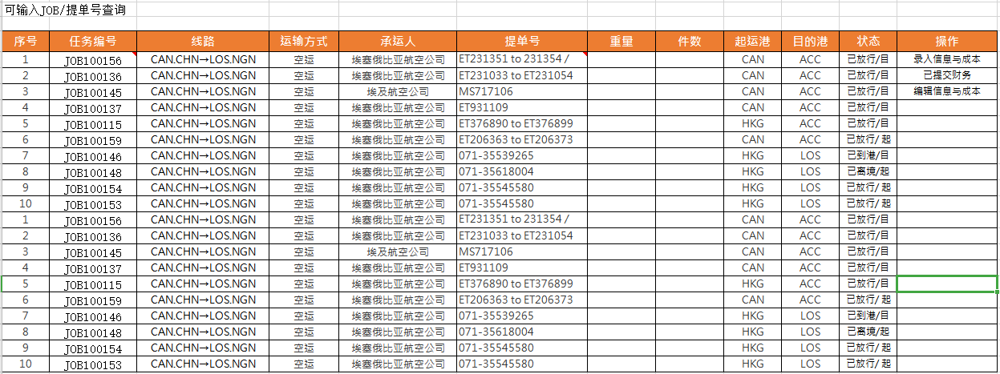 可输入JOB/提单号查询
序号 任务编号 线路 运输方式 承运人 提单号 重量 件数 起运港 目的港 状态 操作
1 JOB100156 CAN.CHN→LOS.NGN 空运 埃塞俄比亚航空公司 ET231351 to 231354 / CAN ACC 已放行/目 录入信息与成本
2 JOB100136 CAN.CHN→LOS.NGN 空运 埃塞俄比亚航空公司 ET231033 to ET231054 CAN ACC 已放行/目 已提交财务
3 JOB100145 CAN.CHN→LOS.NGN 空运 埃及航空公司 MS717106 CAN ACC 已放行/目 编辑信息与成本
4 JOB100137 CAN.CHN→LOS.NGN 空运 埃塞俄比亚航空公司 ET931109 CAN ACC 已放行/目
5 JOB100115 CAN.CHN→LOS.NGN 空运 埃塞俄比亚航空公司 ET376890 to ET376899 HKG ACC 已放行/目
6 JOB100159 CAN.CHN→LOS.NGN 空运 埃塞俄比亚航空公司 ET206363 to ET206373 CAN ACC 已放行/ 起
7 JOB100146 CAN.CHN→LOS.NGN 空运 埃塞俄比亚航空公司 071-35539265 HKG LOS 已到港/目
8 JOB100148 CAN.CHN→LOS.NGN 空运 埃塞俄比亚航空公司 071-35618004 HKG LOS 已离境/起
9 JOB100154 CAN.CHN→LOS.NGN 空运 埃塞俄比亚航空公司 071-35545580 HKG LOS 已放行/ 起
10 JOB100153 CAN.CHN→LOS.NGN 空运 埃塞俄比亚航空公司 071-35545580 HKG LOS 已放行/ 起
1 JOB100156 CAN.CHN→LOS.NGN 空运 埃塞俄比亚航空公司 ET231351 to 231354 / CAN ACC 已放行/目
2 JOB100136 CAN.CHN→LOS.NGN 空运 埃塞俄比亚航空公司 ET231033 to ET231054 CAN ACC 已放行/目
3 JOB100145 CAN.CHN→LOS.NGN 空运 埃及航空公司 MS717106 CAN ACC 已放行/目
4 JOB100137 CAN.CHN→LOS.NGN 空运 埃塞俄比亚航空公司 ET931109 CAN ACC 已放行/目
5 JOB100115 CAN.CHN→LOS.NGN 空运 埃塞俄比亚航空公司 ET376890 to ET376899 HKG ACC 已放行/目
6 JOB100159 CAN.CHN→LOS.NGN 空运 埃塞俄比亚航空公司 ET206363 to ET206373 CAN ACC 已放行/ 起
7 JOB100146 CAN.CHN→LOS.NGN 空运 埃塞俄比亚航空公司 071-35539265 HKG LOS 已到港/目
8 JOB100148 CAN.CHN→LOS.NGN 空运 埃塞俄比亚航空公司 071-35618004 HKG LOS 已离境/起
9 JOB100154 CAN.CHN→LOS.NGN 空运 埃塞俄比亚航空公司 071-35545580 HKG LOS 已放行/ 起
10 JOB100153 CAN.CHN→LOS.NGN 空运 埃塞俄比亚航空公司 071-35545580 HKG LOS 已放行/ 起